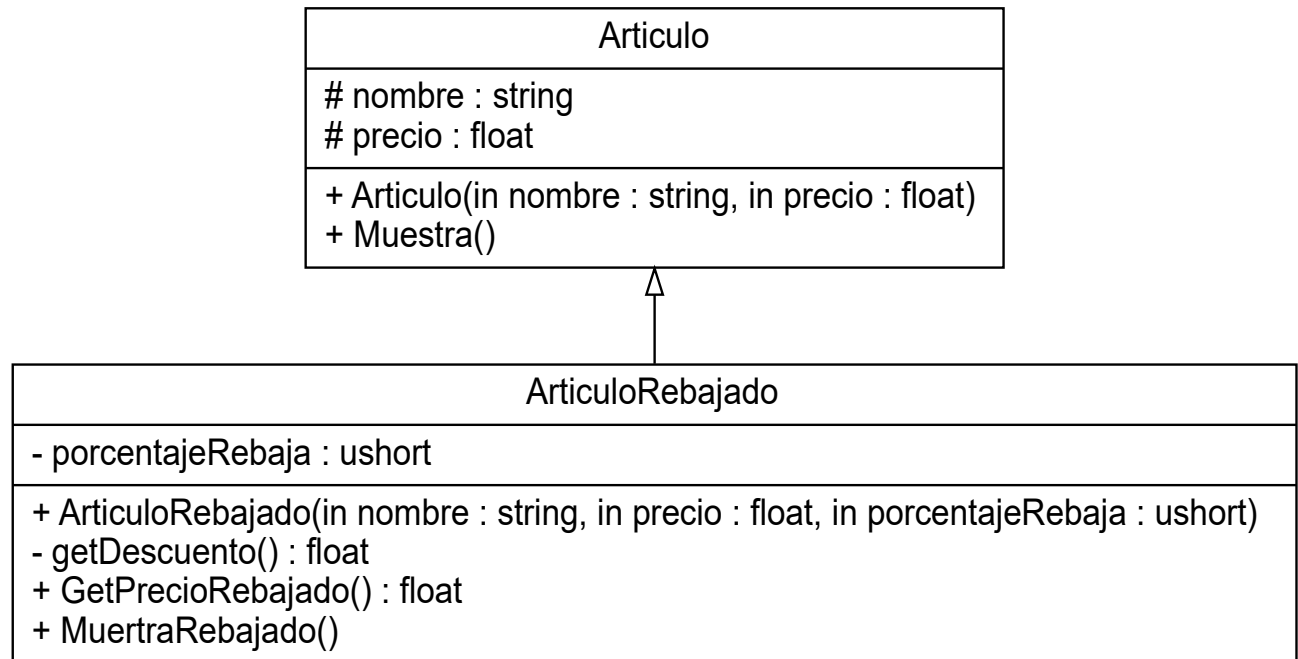 Articulo
# nombre : string
# precio : float
+ Articulo(in nombre : string, in precio : float)
+ Muestra()
ArticuloRebajado
- porcentajeRebaja : ushort
+ ArticuloRebajado(in nombre : string, in precio : float, in porcentajeRebaja : ushort)
- getDescuento() : float
+ GetPrecioRebajado() : float
+ MuertraRebajado()